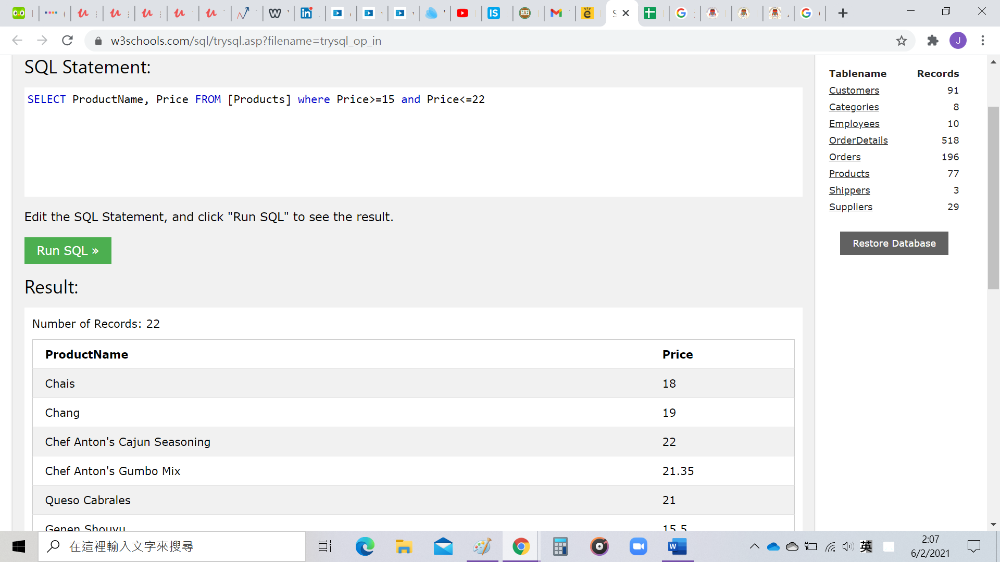 w3schools.com/sql/trysql.asp?filename=trysql_op_in
J
SQL Statement:
SELECT ProductName, Price FROM [Products] where Price>=15 and Price<=22
Edit the SQL Statement, and click "Run SQL" to see the result.
Run SQL »
Result:
Number of Records: 22
ProductName Price
Chais 18
Chang 19
Chef Anton's Cajun Seasoning 22
Chef Anton's Gumbo Mix 21.35
Queso Cabrales 21
Genen Shouyu 15.5
Tablename Records
Customers 91
Categories 8
Employees 10
OrderDetails 518
Orders 196
Products 77
Shippers 3
Suppliers 29
Restore Database
在這裡輸入文字來搜尋
英
2:07
6/2/2021